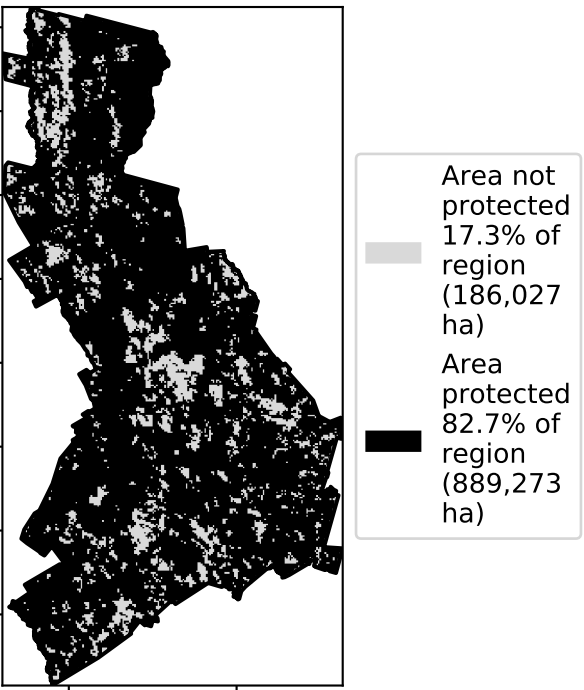 Area not
protected
17.3% of
region
(186,027
ha)
Area
protected
82.7% of
region
(889,273
ha)